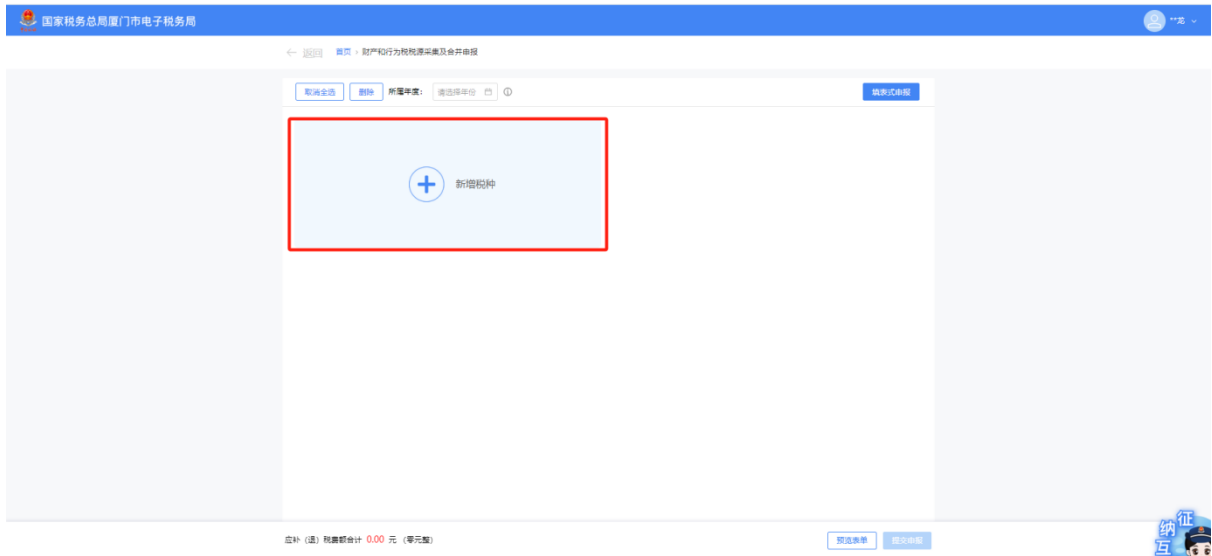 国家税务总局厦门市电子税务局
**龙
返回 首页 > 财产和行为税税源采集及合并申报
取消全选 删除 所属年度: 请选择年份 填表式申报
新增税种
应补（退）税费额合计 0.00 元 （零元整） 预览表单 提交申报
征
纳
互